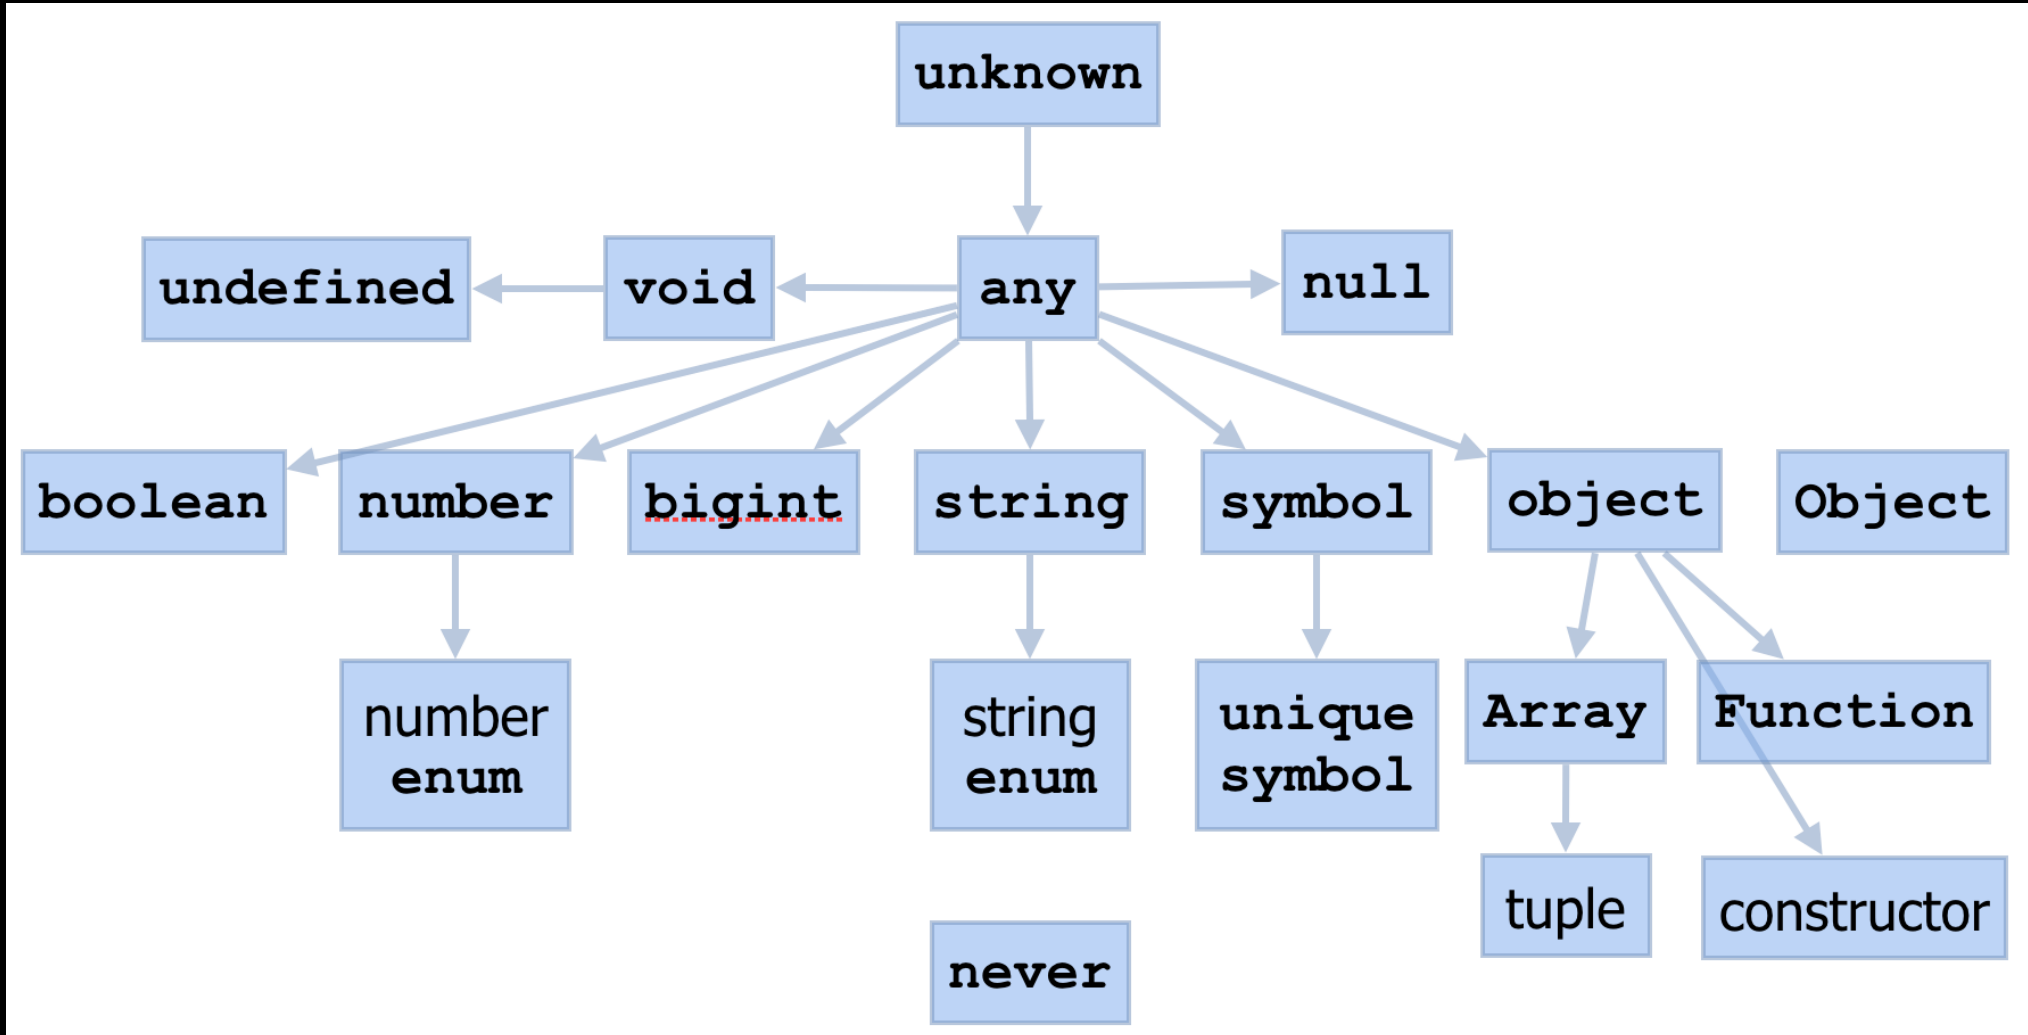 unknown
undefined
void
any
null
boolean
number
bigint
string
symbol
object
Object
number
enum
string
enum
unique
symbol
Array
Function
tuple
constructor
never